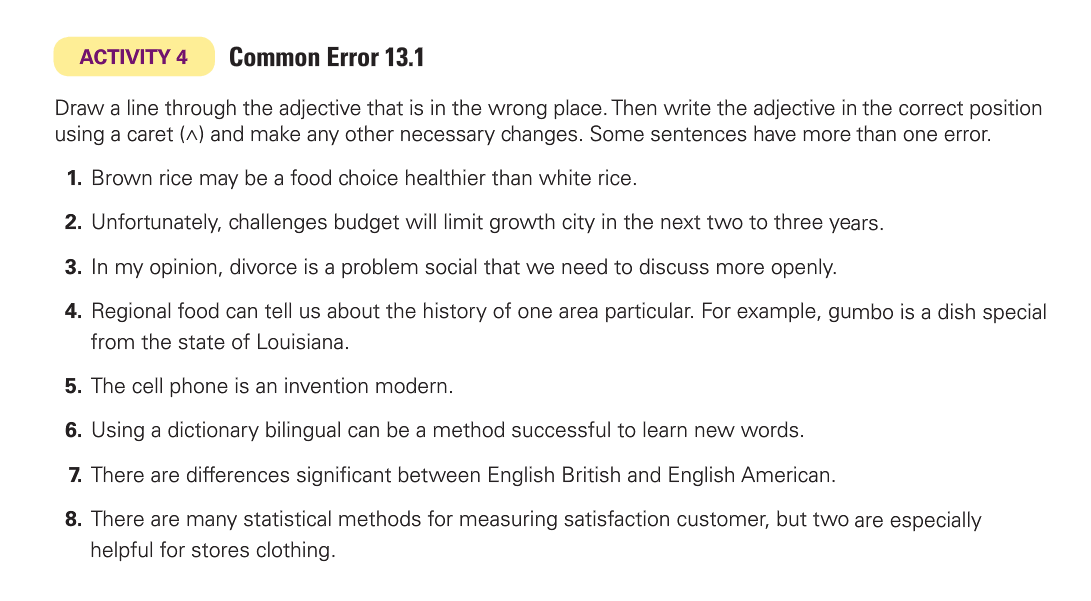 ACTIVITY 4 Common Error 13.1
Draw a line through the adjective that is in the wrong place. Then write the adjective in the correct position
using a caret (^) and make any other necessary changes. Some sentences have more than one error.
1. Brown rice may be a food choice healthier than white rice.
2. Unfortunately, challenges budget will limit growth city in the next two to three years.
3. In my opinion, divorce is a problem social that we need to discuss more openly.
4. Regional food can tell us about the history of one area particular. For example, gumbo is a dish special
from the state of Louisiana.
5. The cell phone is an invention modern.
6. Using a dictionary bilingual can be a method successful to learn new words.
7. There are differences significant between English British and English American.
8. There are many statistical methods for measuring satisfaction customer, but two are especially
helpful for stores clothing.